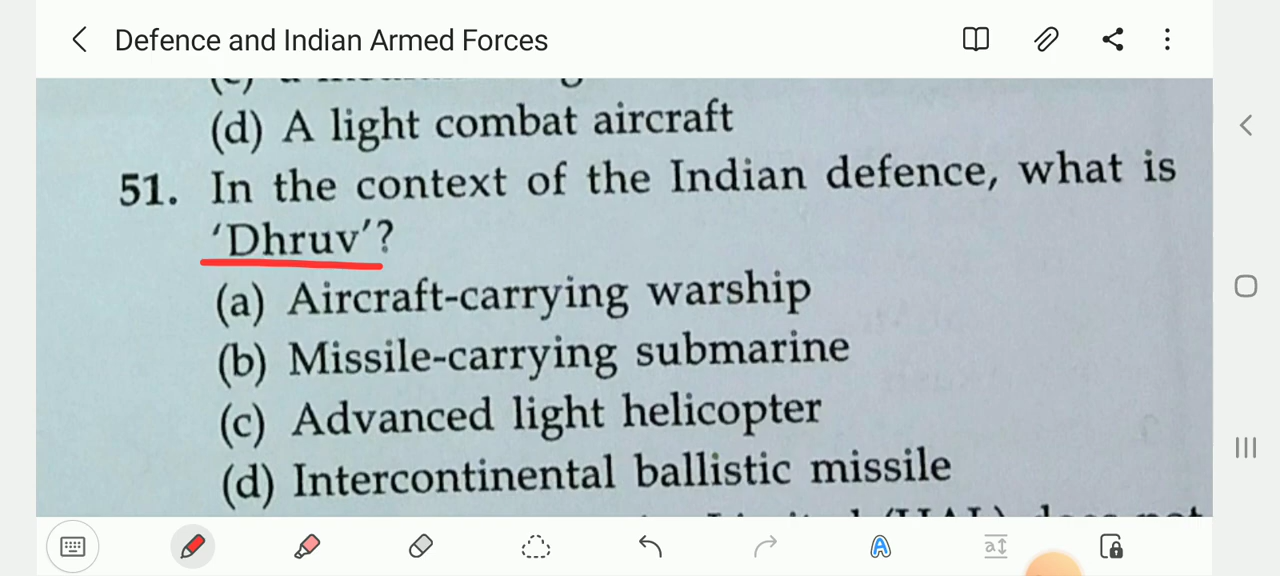 Defence and Indian Armed Forces
(d) A light combat aircraft
51. In the context of the Indian defence, what is
'Dhruv'?
(a) Aircraft-carrying warship
(b) Missile-carrying submarine
(c) Advanced light helicopter
(d) Intercontinental ballistic missile